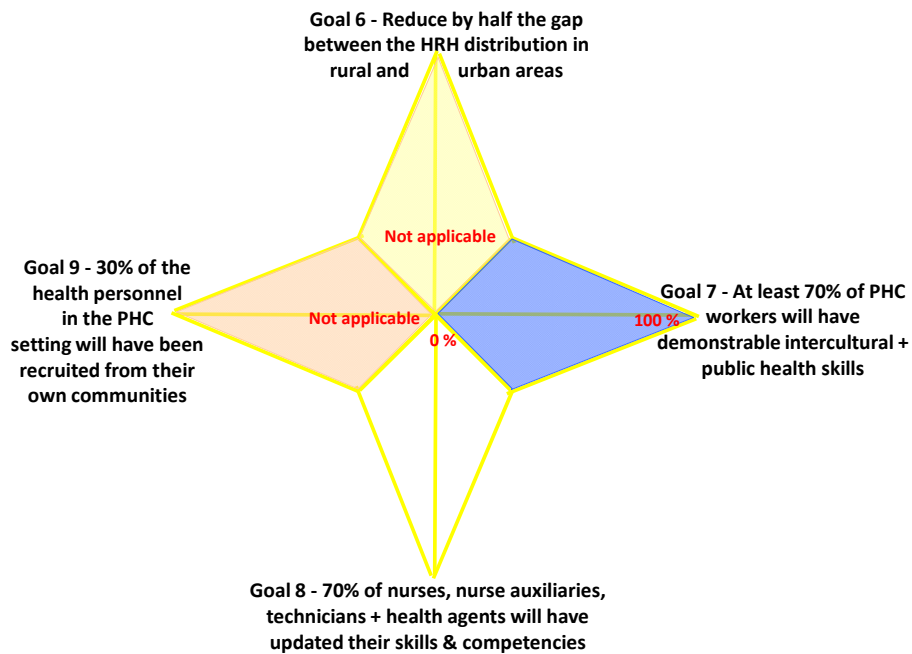 Goal 6 - Reduce by half the gap
between the HRH distribution in
rural and urban areas
Not applicable
Goal 9 - 30% of the
health personnel
in the PHC
setting will have been
recruited from their
own communities
Not applicable
0 %
100 %
Goal 7 - At least 70% of PHC
workers will have
demonstrable intercultural +
public health skills
Goal 8 - 70% of nurses, nurse auxiliaries,
technicians + health agents will have
updated their skills & competencies